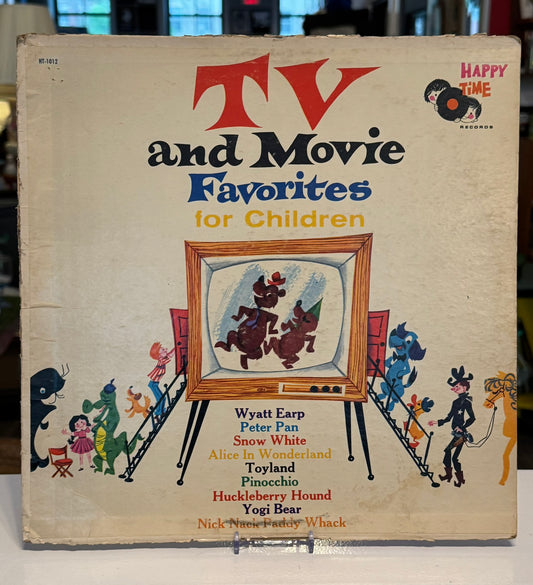 HT-1012
HAPPY
TIME
RECORDS
TV
and Movie
Favorites
for Children
Wyatt Earp
Peter Pan
Snow White
Alice In Wonderland
Toyland
Pinocchio
Huckleberry Hound
Yogi Bear
Nick Nack Paddy Whack